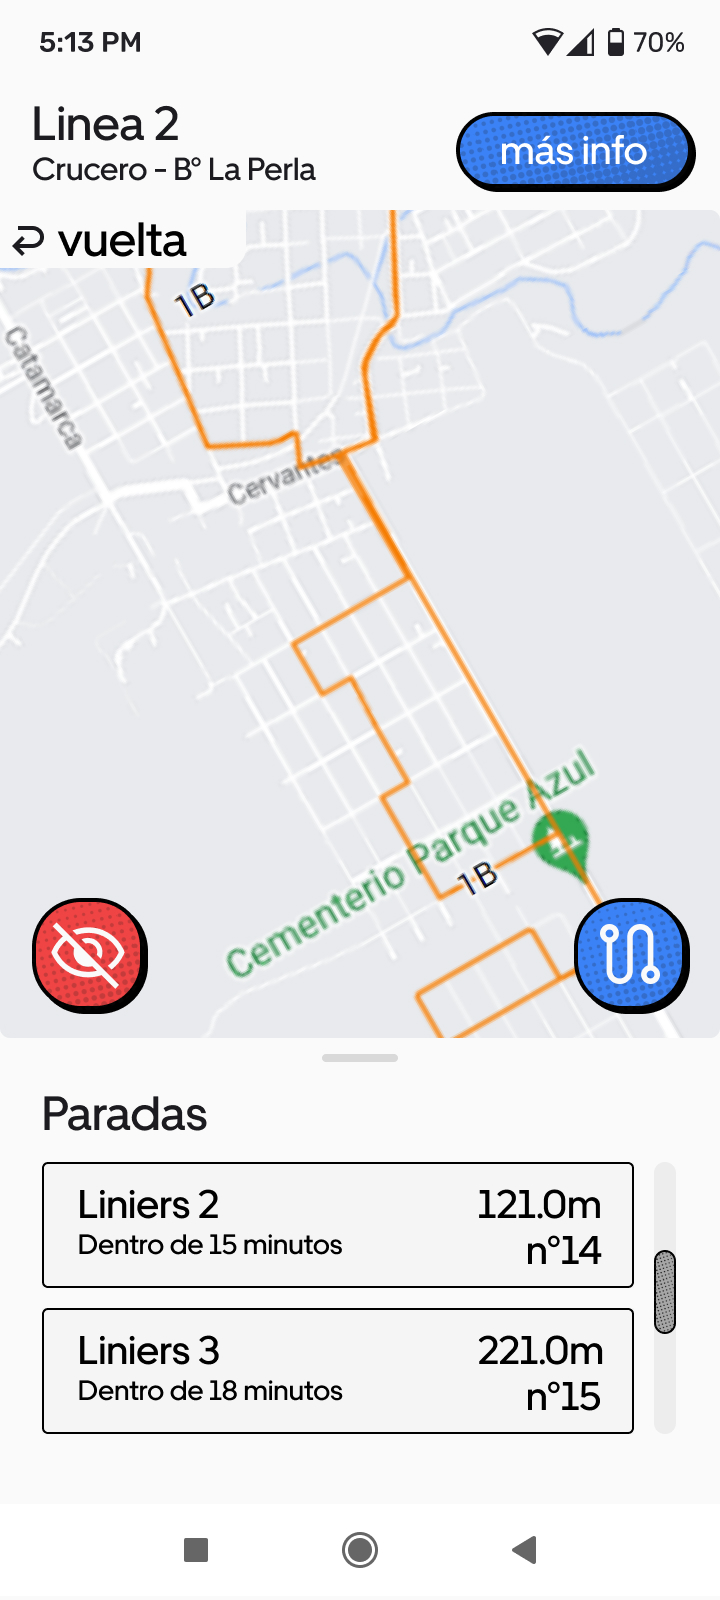 5:13 PM
70%
Linea 2
más info
Crucero - B° La Perla
vuelta
1B
Catamarca
Cervantes
Cementerio Parque Azul
1B
Paradas
Liniers 2
121.0m
Dentro de 15 minutos
n°14
Liniers 3
221.0m
Dentro de 18 minutos
n°15